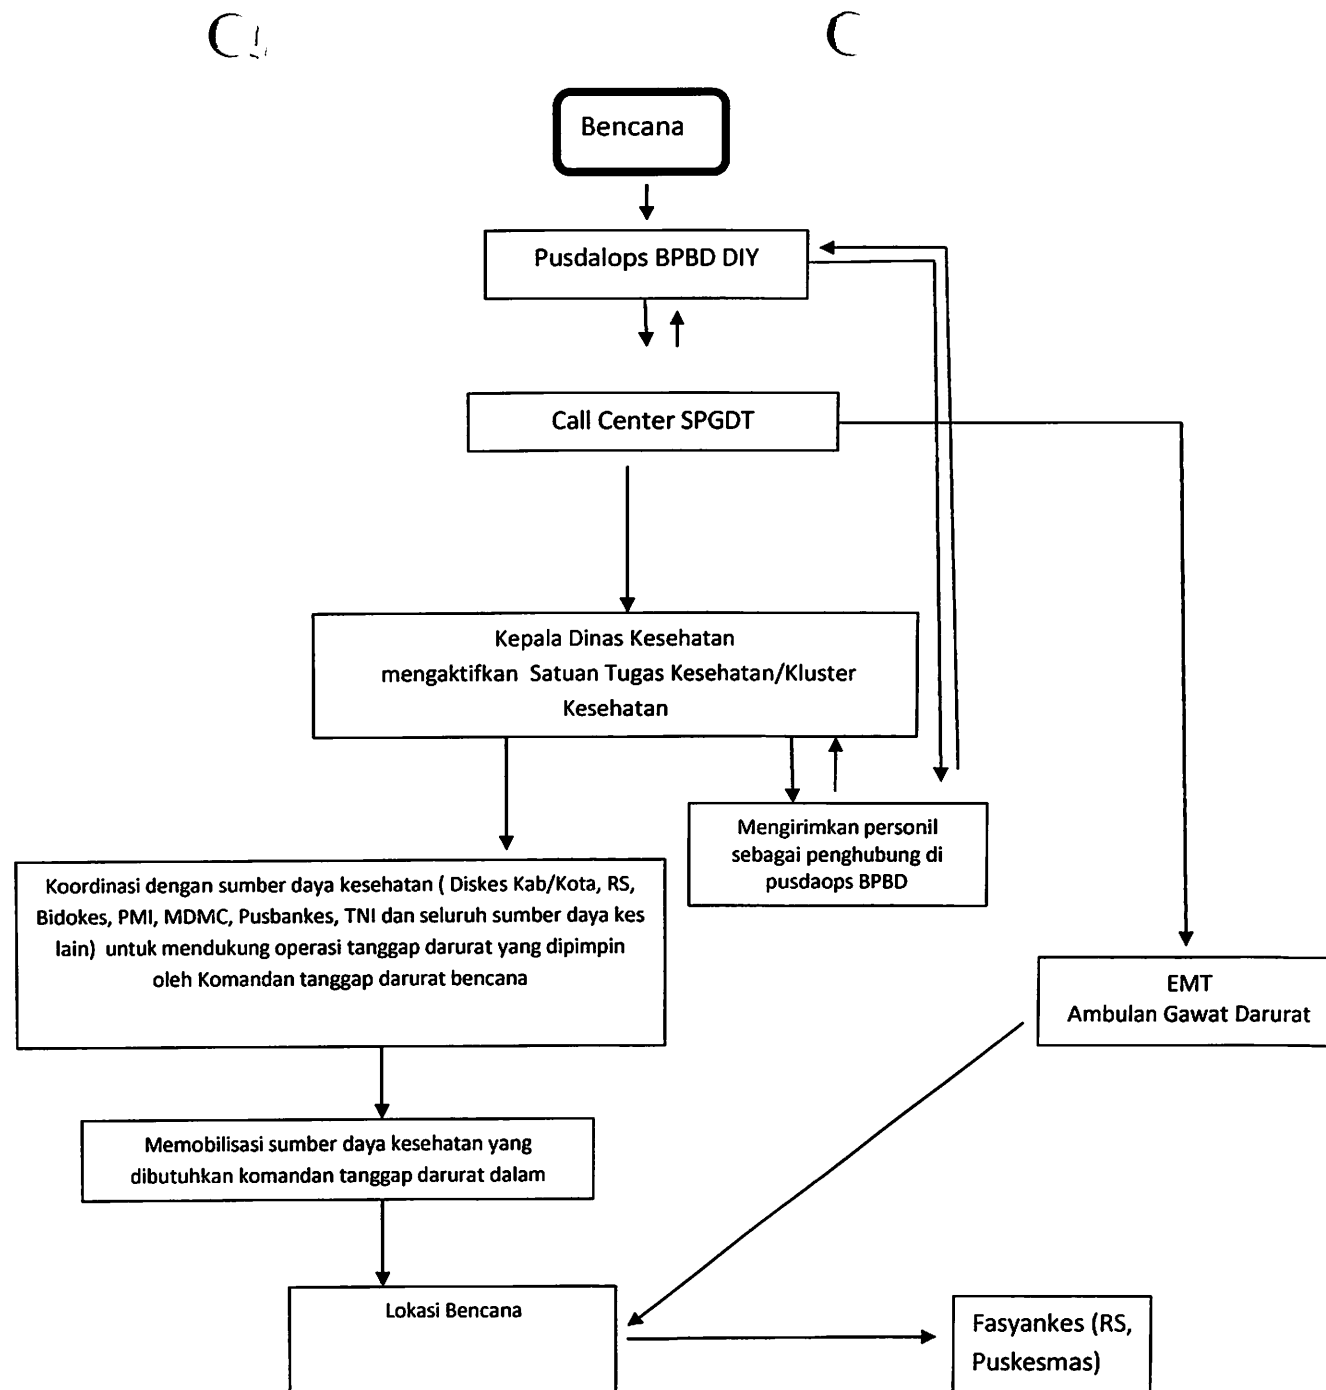 Bencana
Pusdalops BPBD DIY
Call Center SPGDT
Kepala Dinas Kesehatan
mengaktifkan Satuan Tugas Kesehatan/Kluster
Kesehatan
Mengirimkan personil
sebagai penghubung di
pusdaops BPBD
Koordinasi dengan sumber daya kesehatan ( Diskes Kab/Kota, RS,
Bidokes, PMI, MDMC, Pusbankes, TNI dan seluruh sumber daya kes
lain) untuk mendukung operasi tanggap darurat yang dipimpin
oleh Komandan tanggap darurat bencana
EMT
Ambulan Gawat Darurat
Memobilisasi sumber daya kesehatan yang
dibutuhkan komandan tanggap darurat dalam
Lokasi Bencana
Fasyankes (RS,
Puskesmas)